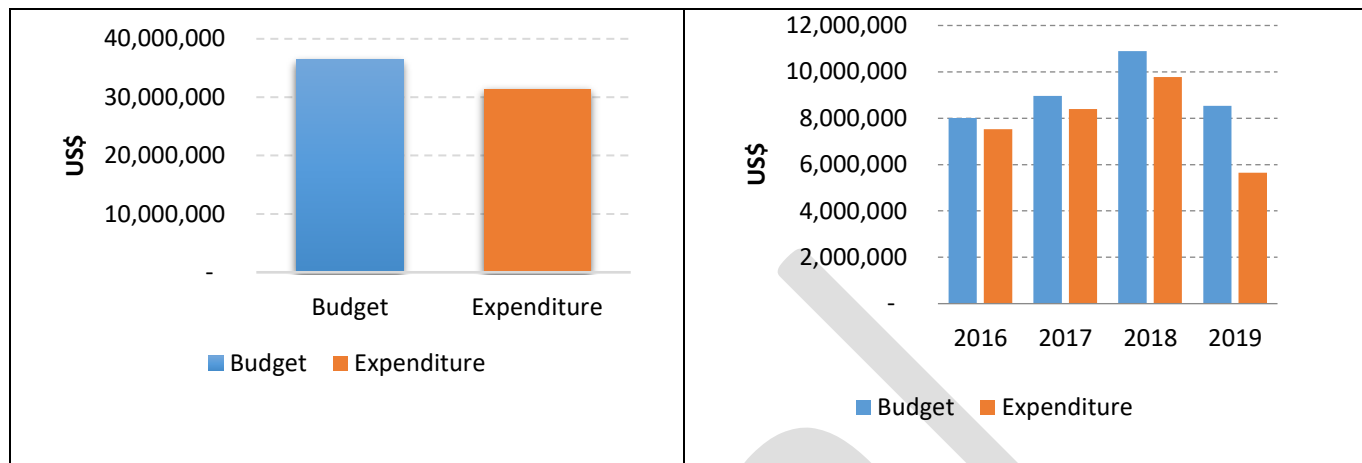 40,000,000
30,000,000
20,000,000
10,000,000
-
US$
Budget Expenditure
Budget Expenditure
12,000,000
10,000,000
8,000,000
6,000,000
4,000,000
2,000,000
-
US$
2016 2017 2018 2019
Budget Expenditure